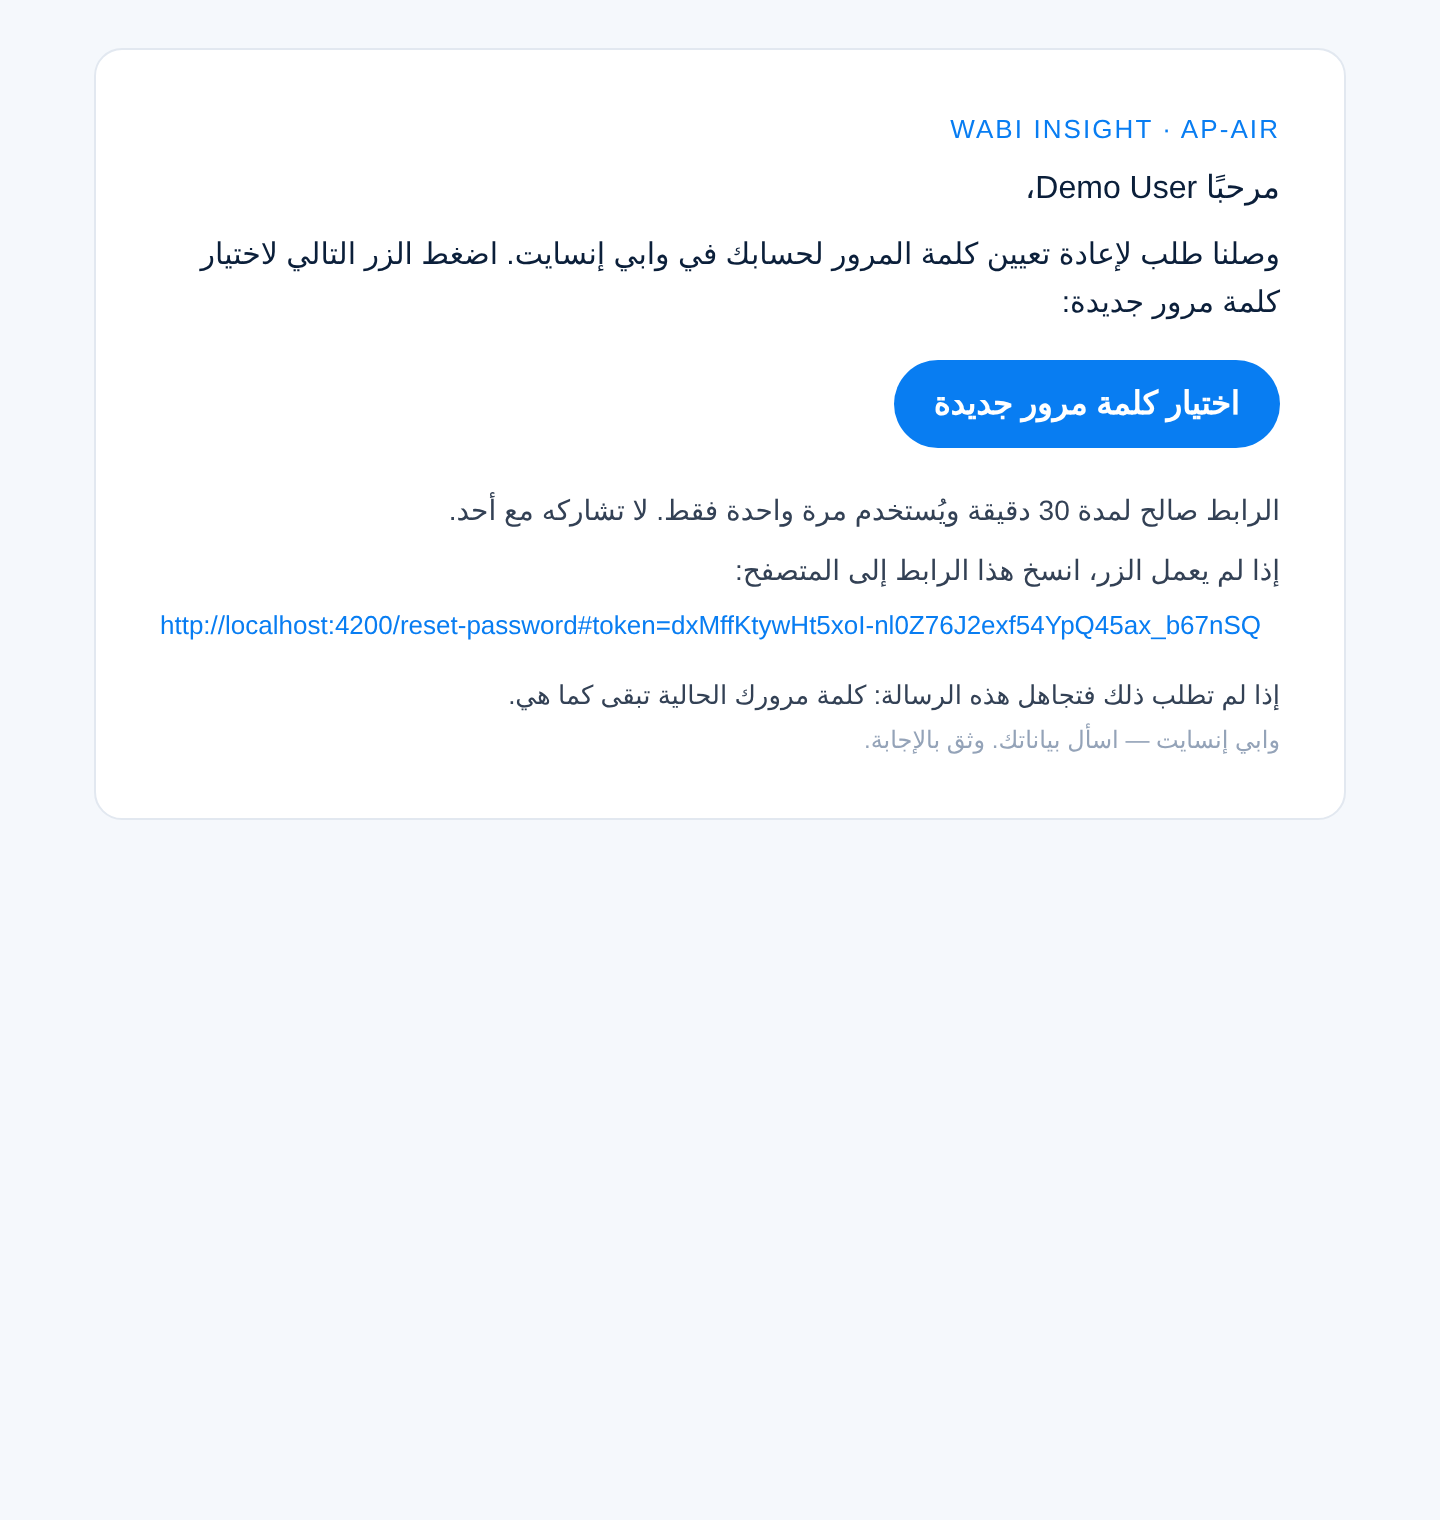 WABI INSIGHT · AP-AIR
مرحبًا Demo User،
وصلنا طلب لإعادة تعيين كلمة المرور لحسابك في وابي إنسايت. اضغط الزر التالي لاختيار
كلمة مرور جديدة:
اختيار كلمة مرور جديدة
الرابط صالح لمدة 30 دقيقة ويُستخدم مرة واحدة فقط. لا تشاركه مع أحد.
إذا لم يعمل الزر، انسخ هذا الرابط إلى المتصفح:
http://localhost:4200/reset-password#token=dxMffKtywHt5xoI-nl0Z76J2exf54YpQ45ax_b67nSQ
إذا لم تطلب ذلك فتجاهل هذه الرسالة: كلمة مرورك الحالية تبقى كما هي.
وابي إنسايت — اسأل بياناتك. وثق بالإجابة.